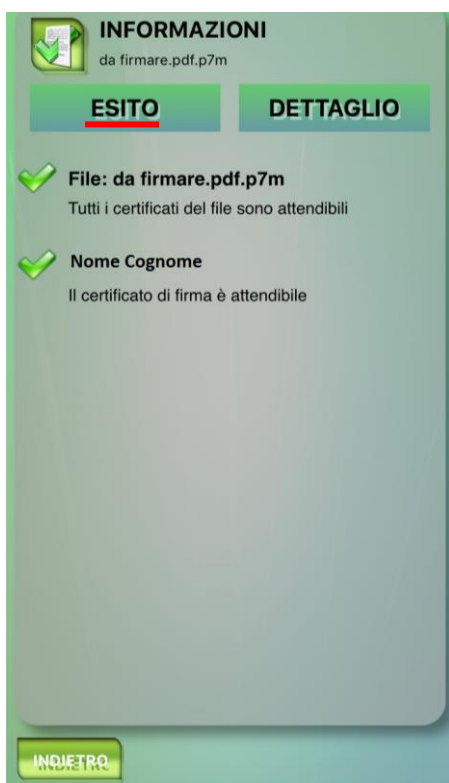 INFORMAZIONI
da firmare.pdf.p7m
ESITO DETTAGLIO
File: da firmare.pdf.p7m
Tutti i certificati del file sono attendibili
Nome Cognome
Il certificato di firma è attendibile
INDIETRO